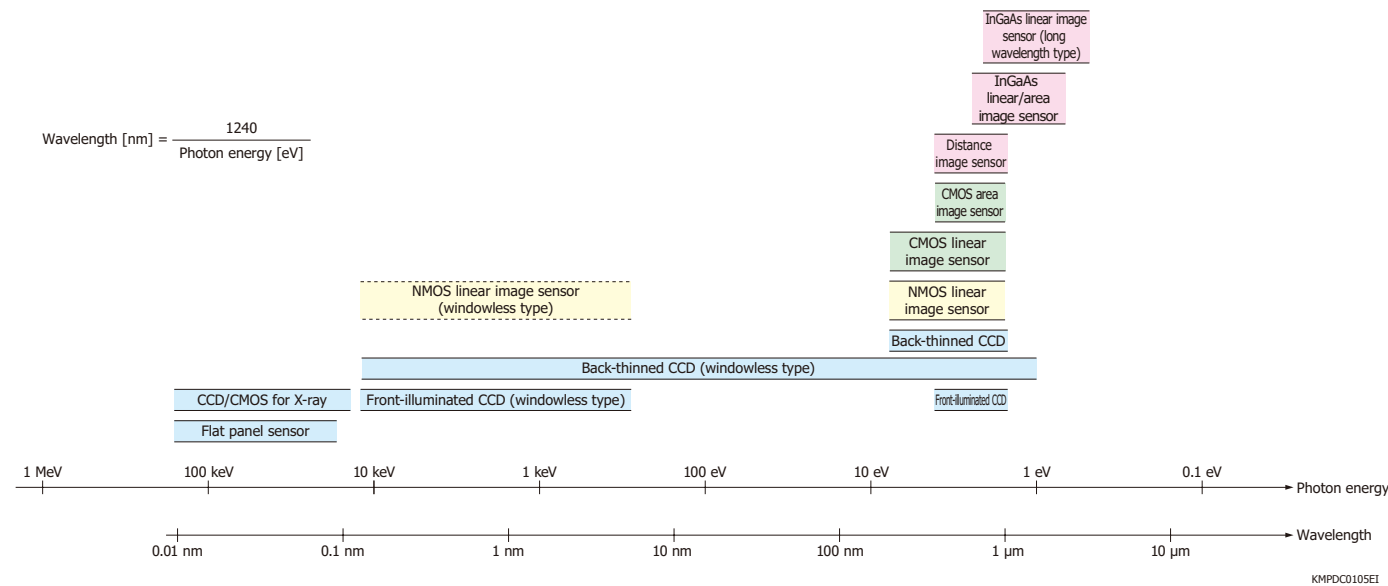 InGaAs linear image
sensor (long
wavelength type)
InGaAs
linear/area
image sensor
Wavelength [nm] = 1240
Photon energy [eV]
Distance
image sensor
CMOS area
image sensor
CMOS linear
image sensor
NMOS linear image sensor
(windowless type)
NMOS linear
image sensor
Back-thinned CCD
Back-thinned CCD (windowless type)
CCD/CMOS for X-ray
Front-illuminated CCD (windowless type)
Front-illuminated CCD
Flat panel sensor
1 MeV 100 keV 10 keV 1 keV 100 eV 10 eV 1 eV 0.1 eV
Photon energy
Wavelength
0.01 nm 0.1 nm 1 nm 10 nm 100 nm 1 μm 10 μm
KMPDC0105EI